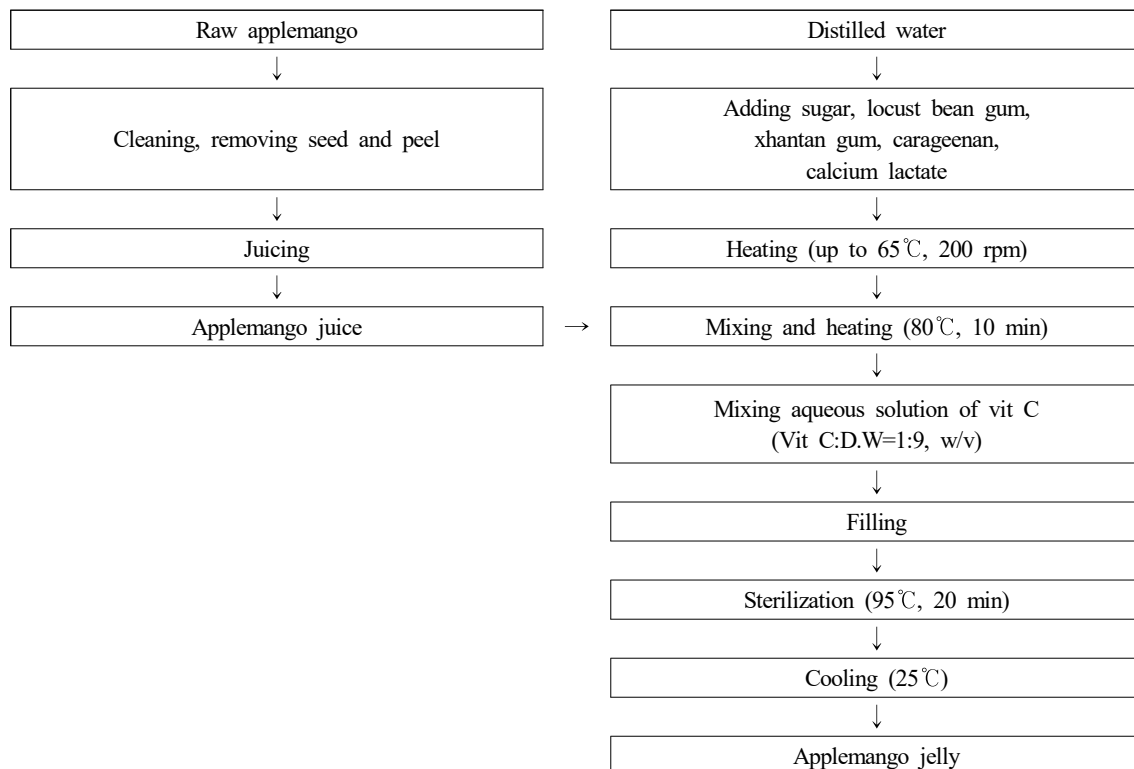 Raw applemango
↓
Cleaning, removing seed and peel
↓
Juicing
↓
Applemango juice
→
Distilled water
↓
Adding sugar, locust bean gum,
xhantan gum, carageenan,
calcium lactate
↓
Heating (up to 65℃, 200 rpm)
↓
Mixing and heating (80℃, 10 min)
↓
Mixing aqueous solution of vit C
(Vit C:D.W=1:9, w/v)
↓
Filling
↓
Sterilization (95℃, 20 min)
↓
Cooling (25℃)
↓
Applemango jelly